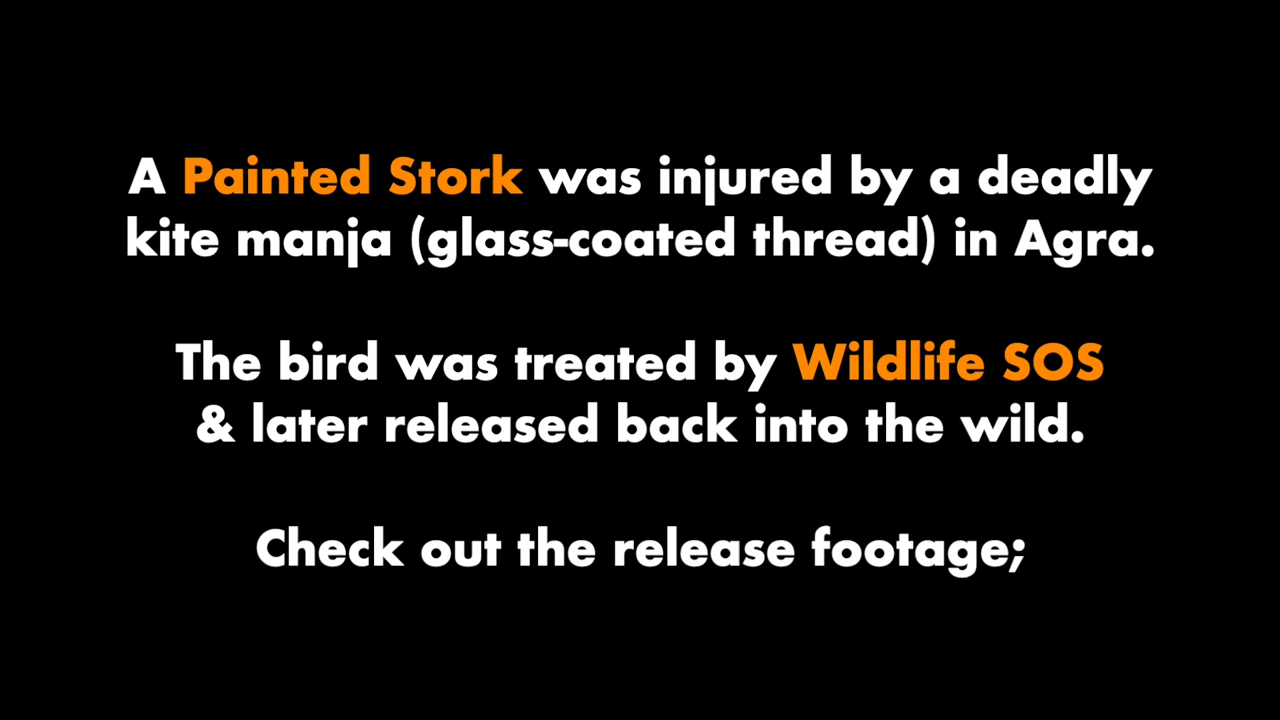 A Painted Stork was injured by a deadly
kite manja (glass-coated thread) in Agra.
The bird was treated by Wildlife SOS
& later released back into the wild.
Check out the release footage;